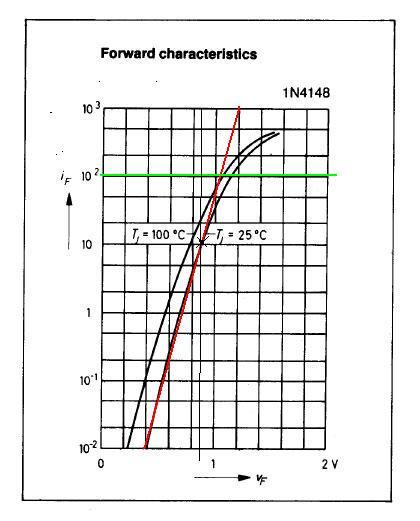 Forward characteristics
1N4148
10³
i_F
10²
T_j = 100 °C
T_j = 25 °C
10
1
10⁻¹
10⁻²
0
1
2 V
v_F